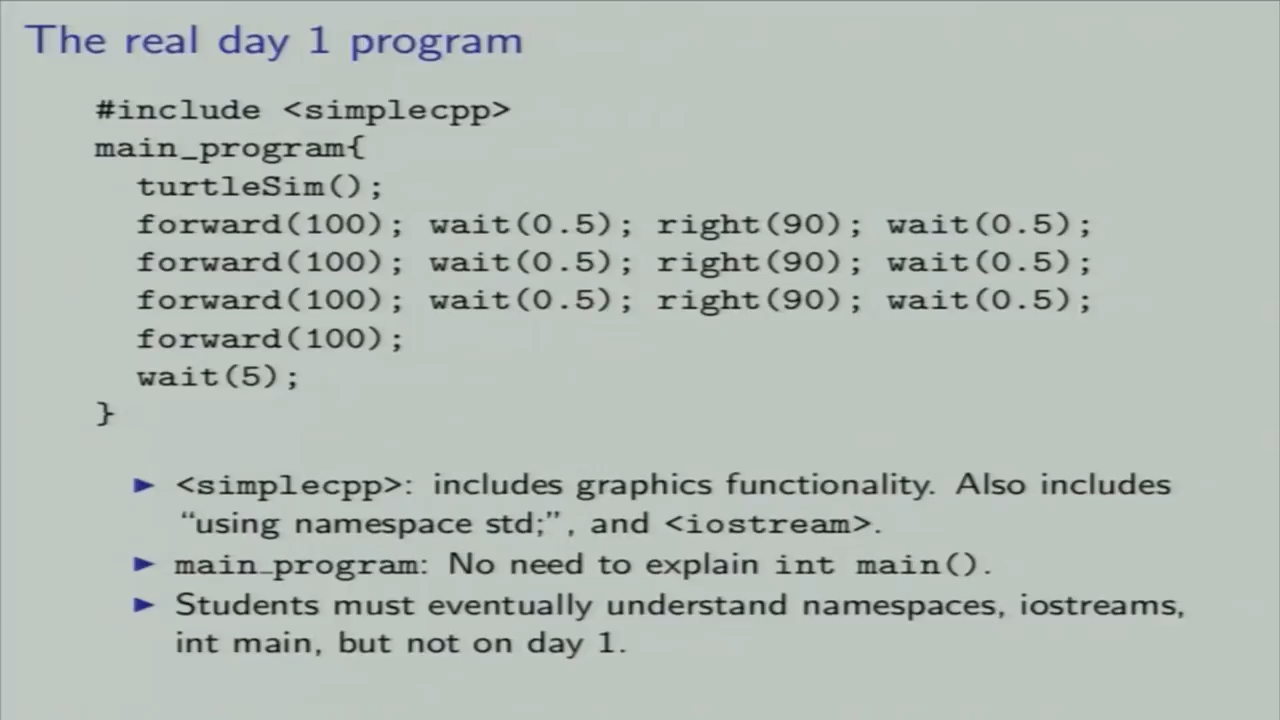 The real day 1 program
#include <simplecpp>
main_program{
turtleSim();
forward(100); wait(0.5); right(90); wait(0.5);
forward(100); wait(0.5); right(90); wait(0.5);
forward(100); wait(0.5); right(90); wait(0.5);
forward(100);
wait(5);
}
▶ <simplecpp>: includes graphics functionality. Also includes
“using namespace std;”, and <iostream>.
▶ main_program: No need to explain int main().
▶ Students must eventually understand namespaces, iostreams,
int main, but not on day 1.